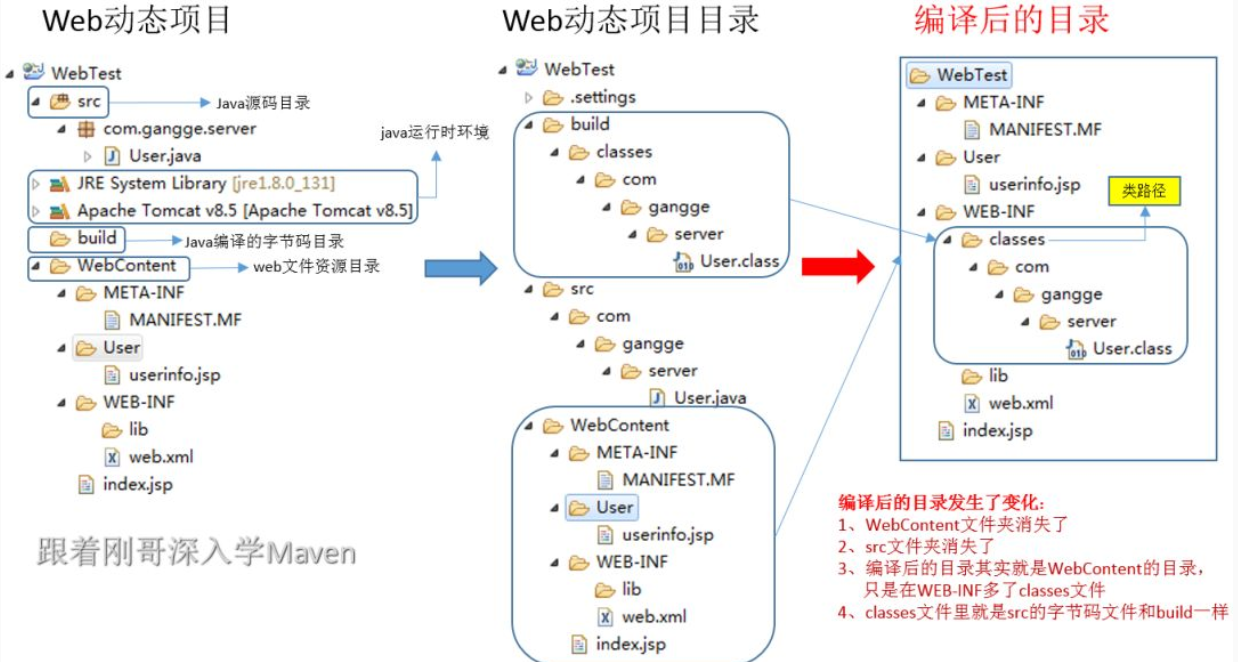 Web动态项目
WebTest
src
Java源码目录
com.gangge.server
java运行时环境
User.java
JRE System Library [jre1.8.0_131]
Apache Tomcat v8.5 [Apache Tomcat v8.5]
build
Java编译的字节码目录
WebContent
web文件资源目录
META-INF
MANIFEST.MF
User
userinfo.jsp
WEB-INF
lib
web.xml
index.jsp
跟着刚哥深入学Maven
Web动态项目目录
WebTest
.settings
build
classes
com
gangge
server
User.class
src
com
gangge
server
User.java
WebContent
META-INF
MANIFEST.MF
User
userinfo.jsp
WEB-INF
lib
web.xml
index.jsp
编译后的目录
WebTest
META-INF
MANIFEST.MF
User
userinfo.jsp
类路径
WEB-INF
classes
com
gangge
server
User.class
lib
web.xml
index.jsp
编译后的目录发生了变化:
1、WebContent文件夹消失了
2、src文件夹消失了
3、编译后的目录其实就是WebContent的目录，
只是在WEB-INF多了classes文件
4、classes文件里就是src的字节码文件和build一样